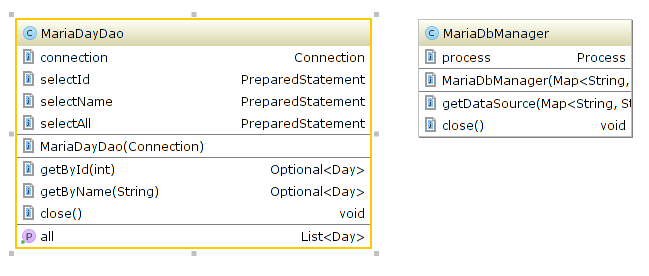 MariaDayDao
connection Connection
selectId PreparedStatement
selectName PreparedStatement
selectAll PreparedStatement
MariaDayDao(Connection)
getById(int) Optional<Day>
getByName(String) Optional<Day>
close() void
all List<Day>
MariaDbManager
process Process
MariaDbManager(Map<String,
getDataSource(Map<String, St
close() void